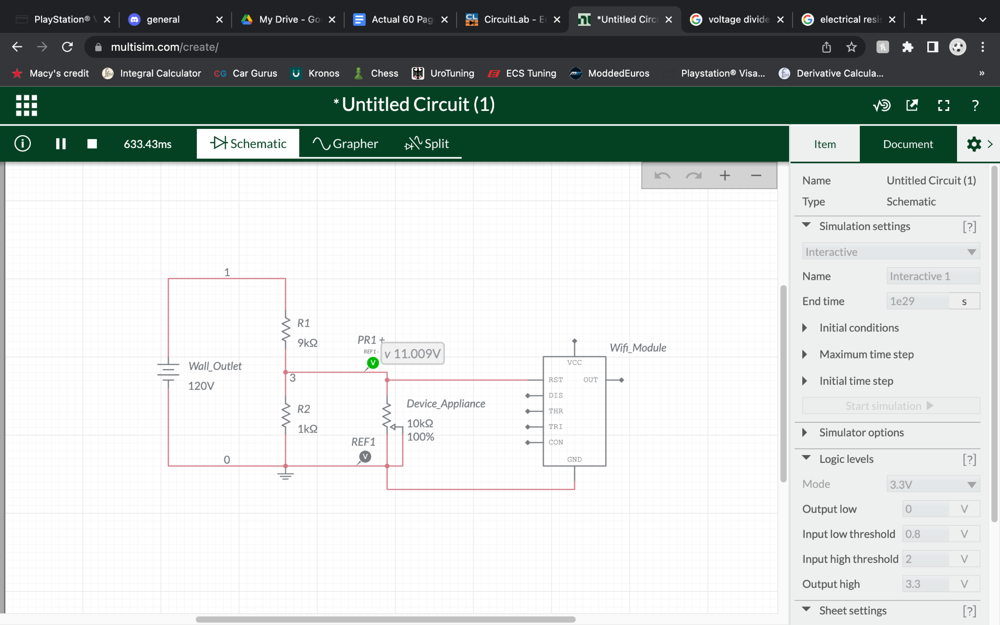 PlayStation®
general
My Drive - Go
Actual 60 Pag
CircuitLab - E
*Untitled Circ
voltage divide
electrical resis
multisim.com/create/
Macy's credit
Integral Calculator
CG Car Gurus
Kronos
Chess
UroTuning
ECS Tuning
ModdedEuros
Playstation® Visa...
Derivative Calcula...
»
*Untitled Circuit (1)
?
633.43ms
Schematic
Grapher
Split
Item
Document
Name Untitled Circuit (1)
Type Schematic
Simulation settings [?]
Interactive
Name Interactive 1
End time 1e29 s
Initial conditions
Maximum time step
Initial time step
Start simulation
Simulator options
Logic levels [?]
Mode 3.3V
Output low 0 V
Input low threshold 0.8 V
Input high threshold 2 V
Output high 3.3 V
Sheet settings [?]
1
R1
9kΩ
PR1 +
REF1 -
v 11.009V
V
Wall_Outlet
120V
3
R2
1kΩ
Device_Appliance
10kΩ
100%
REF1
V
0
Wifi_Module
VCC
RST OUT
DIS
THR
TRI
CON
GND